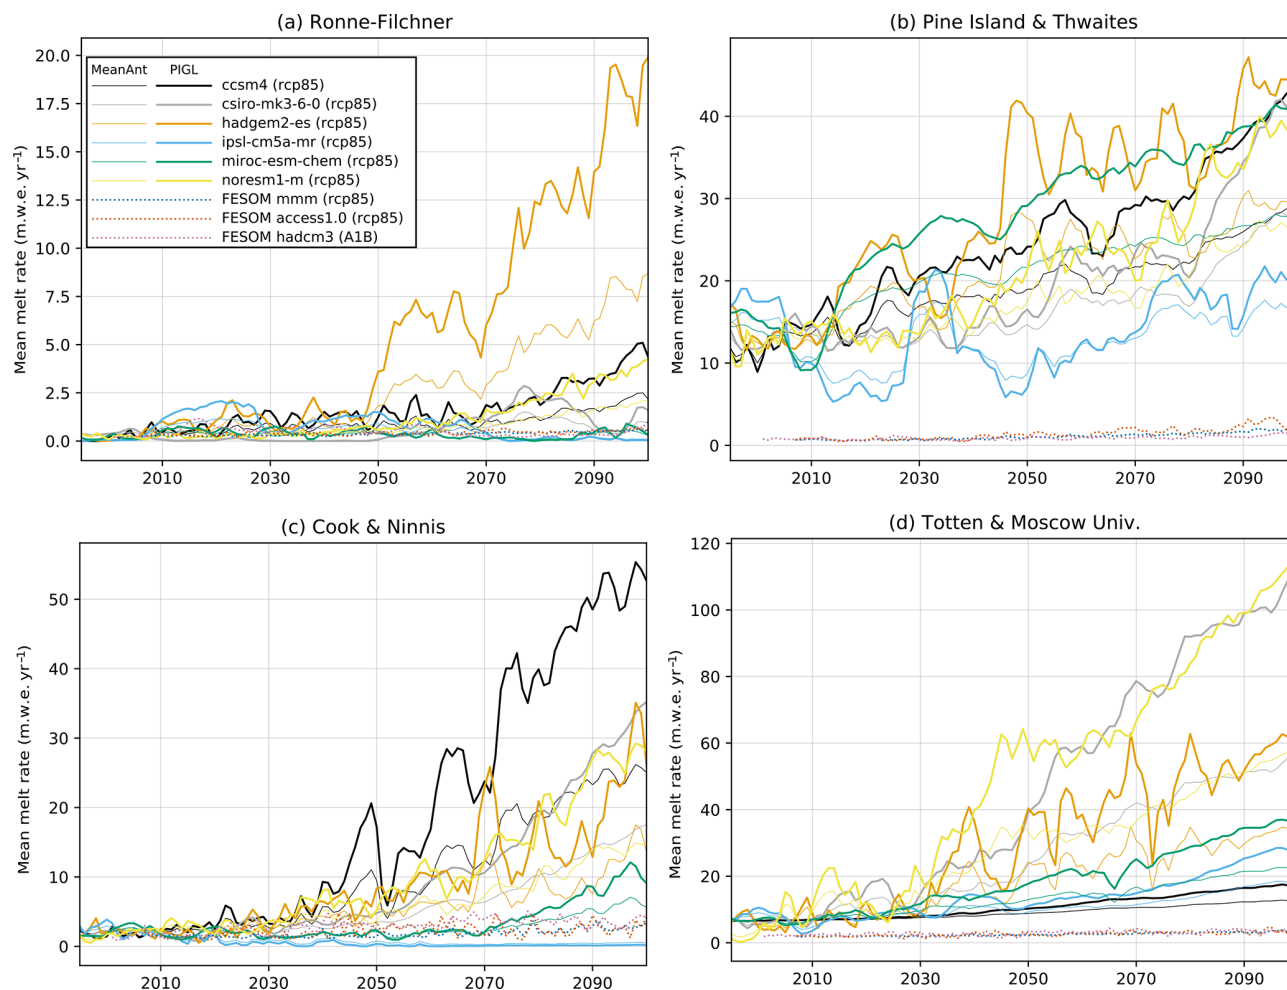 (a) Ronne-Filchner
Mean melt rate (m.w.e. yr⁻¹)
20.0
17.5
15.0
12.5
10.0
7.5
5.0
2.5
0.0
MeanAnt PIGL
ccsm4 (rcp85)
csiro-mk3-6-0 (rcp85)
hadgem2-es (rcp85)
ipsl-cm5a-mr (rcp85)
miroc-esm-chem (rcp85)
noresm1-m (rcp85)
FESOM mmm (rcp85)
FESOM access1.0 (rcp85)
FESOM hadcm3 (A1B)
2010 2030 2050 2070 2090
(b) Pine Island & Thwaites
Mean melt rate (m.w.e. yr⁻¹)
40
30
20
10
0
2010 2030 2050 2070 2090
(c) Cook & Ninnis
Mean melt rate (m.w.e. yr⁻¹)
50
40
30
20
10
0
2010 2030 2050 2070 2090
(d) Totten & Moscow Univ.
Mean melt rate (m.w.e. yr⁻¹)
120
100
80
60
40
20
0
2010 2030 2050 2070 2090